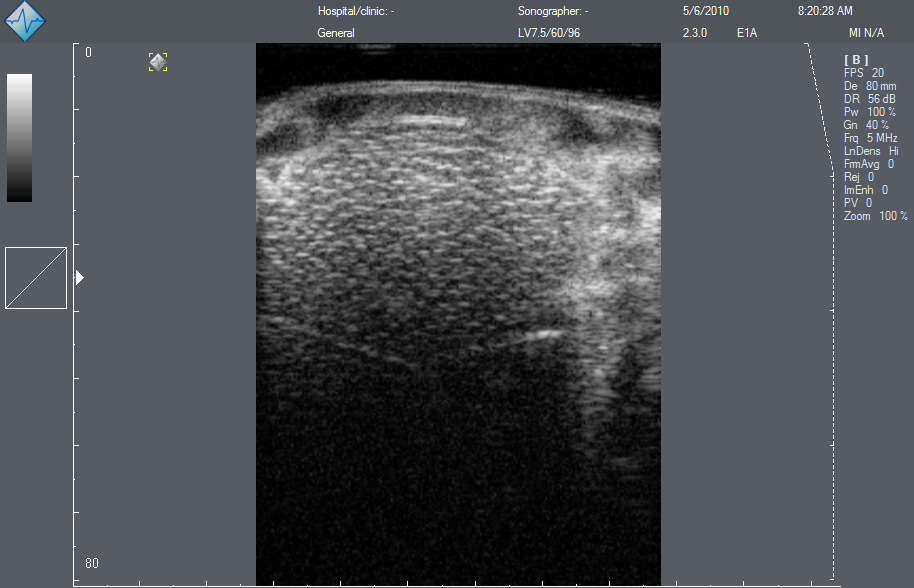 Hospital/clinic: - Sonographer: - 5/6/2010 8:20:28 AM
General LV7.5/60/96 2.3.0 E1A MI N/A
0
[ B ]
FPS 20
De 80 mm
DR 56 dB
Pw 100 %
Gn 40 %
Frq 5 MHz
LnDens Hi
FrmAvg 0
Rej 0
ImEnh 0
PV 0
Zoom 100 %
80